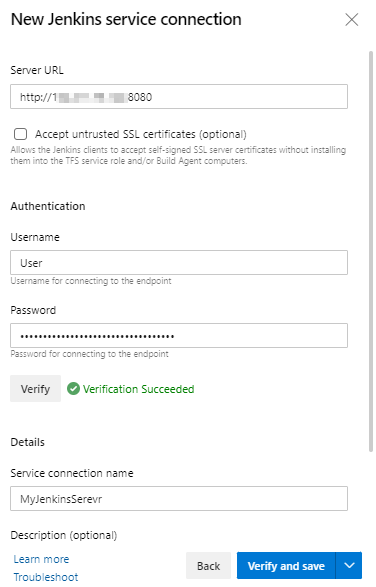 New Jenkins service connection
Server URL
http://1 8080
Accept untrusted SSL certificates (optional)
Allows the Jenkins clients to accept self-signed SSL server certificates without installing
them into the TFS service role and/or Build Agent computers.
Authentication
Username
User
Username for connecting to the endpoint
Password
••••••••••••••••••••••••••••••••••
Password for connecting to the endpoint
Verify Verification Succeeded
Details
Service connection name
MyJenkinsSerevr
Description (optional)
Learn more
Troubleshoot
Back Verify and save